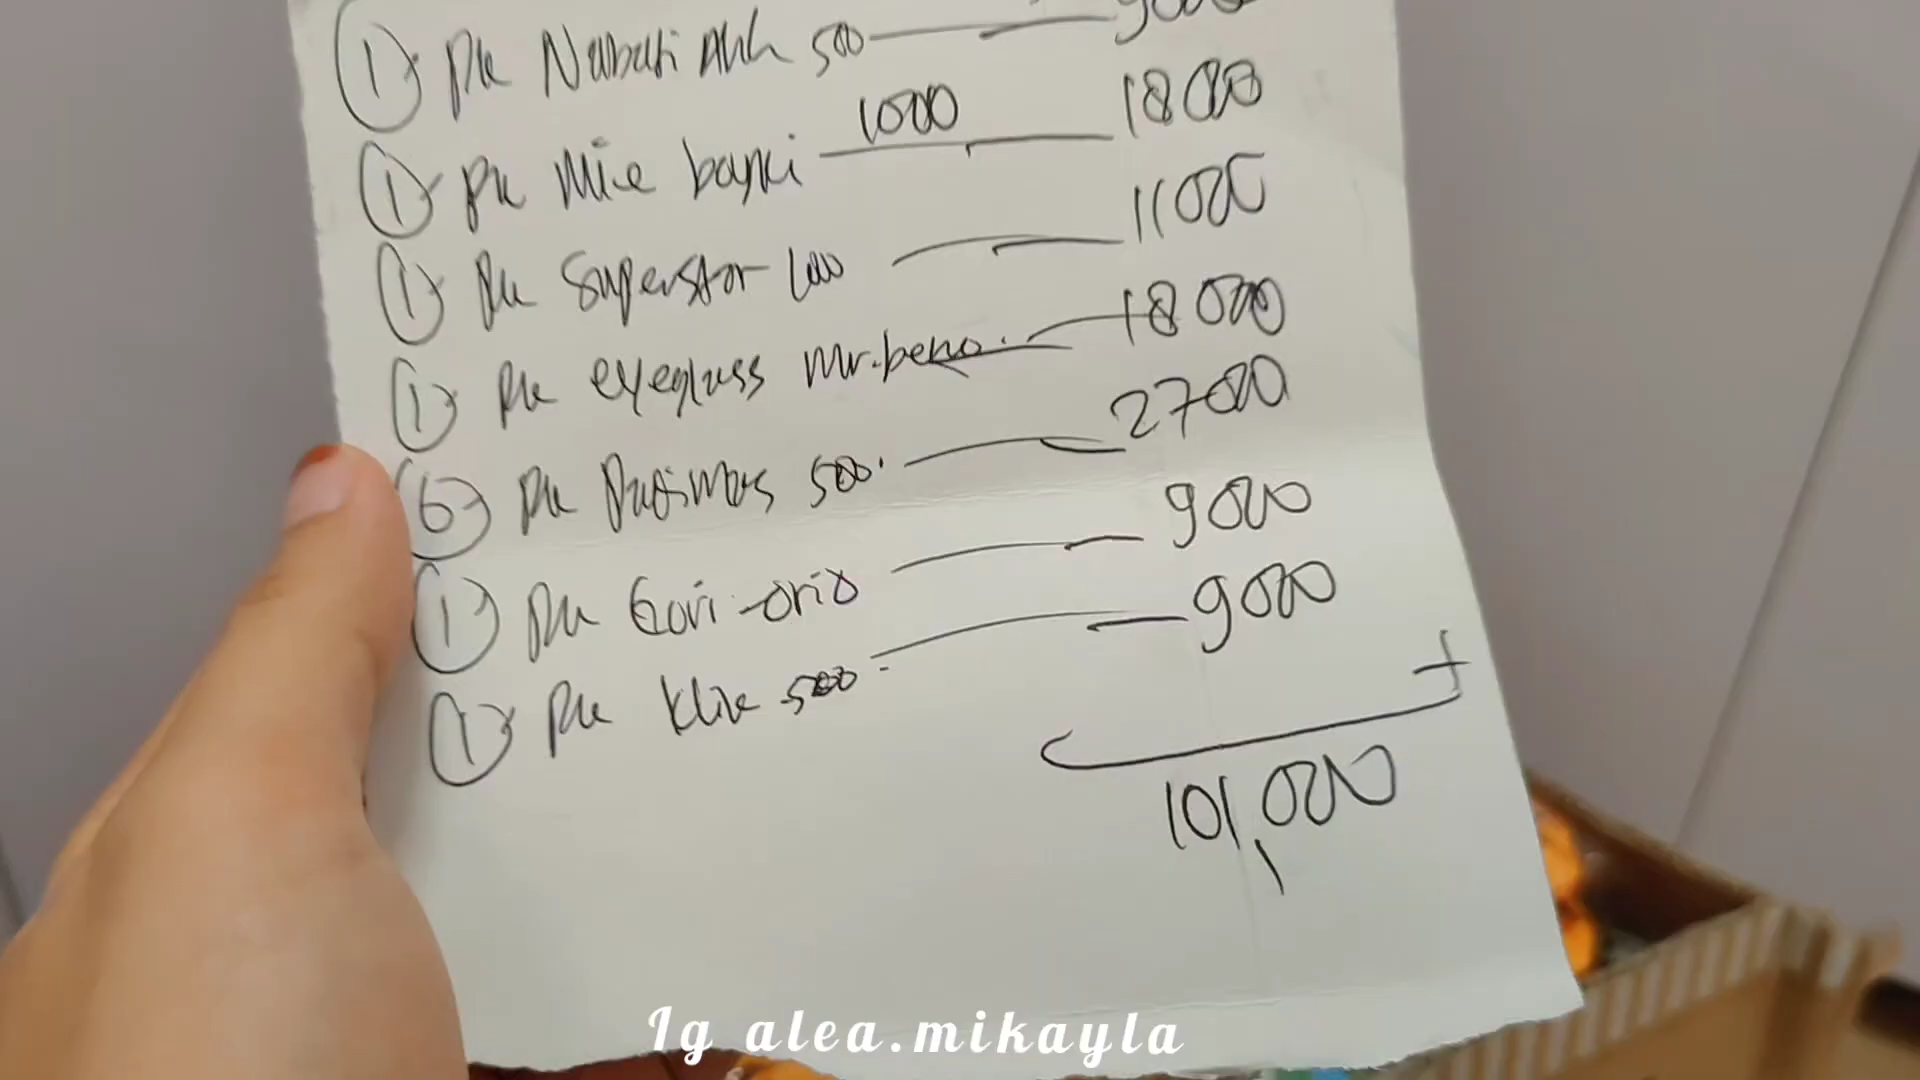 ① Pk Nabati Ahh 500 — 9000
① Pk Mie bayki 1000 — 18000
① Pk Superstar 1000 — 11000
① Pk eyeglass Mr.beno. — 18000
⑥ Pk 500. — 27000
① Pk Gori-orio — 9000
① Pk Klik 500. — 9000
+
101,000
Ig alea.mikayla